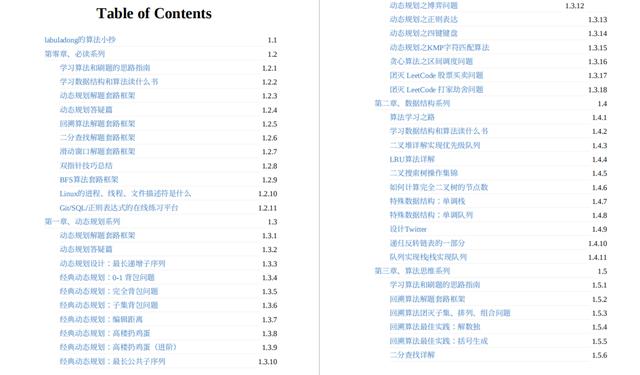 Table of Contents
labuladong的算法小抄 1.1
第零章、必读系列 1.2
学习算法和刷题的思路指南 1.2.1
学习数据结构和算法读什么书 1.2.2
动态规划解题套路框架 1.2.3
动态规划答疑篇 1.2.4
回溯算法解题套路框架 1.2.5
二分查找解题套路框架 1.2.6
滑动窗口解题套路框架 1.2.7
双指针技巧总结 1.2.8
BFS算法套路框架 1.2.9
Linux的进程、线程、文件描述符是什么 1.2.10
Git/SQL/正则表达式的在线练习平台 1.2.11
第一章、动态规划系列 1.3
动态规划解题套路框架 1.3.1
动态规划答疑篇 1.3.2
动态规划设计：最长递增子序列 1.3.3
经典动态规划：0-1 背包问题 1.3.4
经典动态规划：完全背包问题 1.3.5
经典动态规划：子集背包问题 1.3.6
经典动态规划：编辑距离 1.3.7
经典动态规划：高楼扔鸡蛋 1.3.8
经典动态规划：高楼扔鸡蛋（进阶） 1.3.9
经典动态规划：最长公共子序列 1.3.10
动态规划之博弈问题 1.3.12
动态规划之正则表达 1.3.13
动态规划之四键键盘 1.3.14
动态规划之KMP字符匹配算法 1.3.15
贪心算法之区间调度问题 1.3.16
团灭 LeetCode 股票买卖问题 1.3.17
团灭 LeetCode 打家劫舍问题 1.3.18
第二章、数据结构系列 1.4
算法学习之路 1.4.1
学习数据结构和算法读什么书 1.4.2
二叉堆详解实现优先级队列 1.4.3
LRU算法详解 1.4.4
二叉搜索树操作集锦 1.4.5
如何计算完全二叉树的节点数 1.4.6
特殊数据结构：单调栈 1.4.7
特殊数据结构：单调队列 1.4.8
设计Twitter 1.4.9
递归反转链表的一部分 1.4.10
队列实现栈|栈实现队列 1.4.11
第三章、算法思维系列 1.5
学习算法和刷题的思路指南 1.5.1
回溯算法解题套路框架 1.5.2
回溯算法团灭子集、排列、组合问题 1.5.3
回溯算法最佳实践：解数独 1.5.4
回溯算法最佳实践：括号生成 1.5.5
二分查找详解 1.5.6